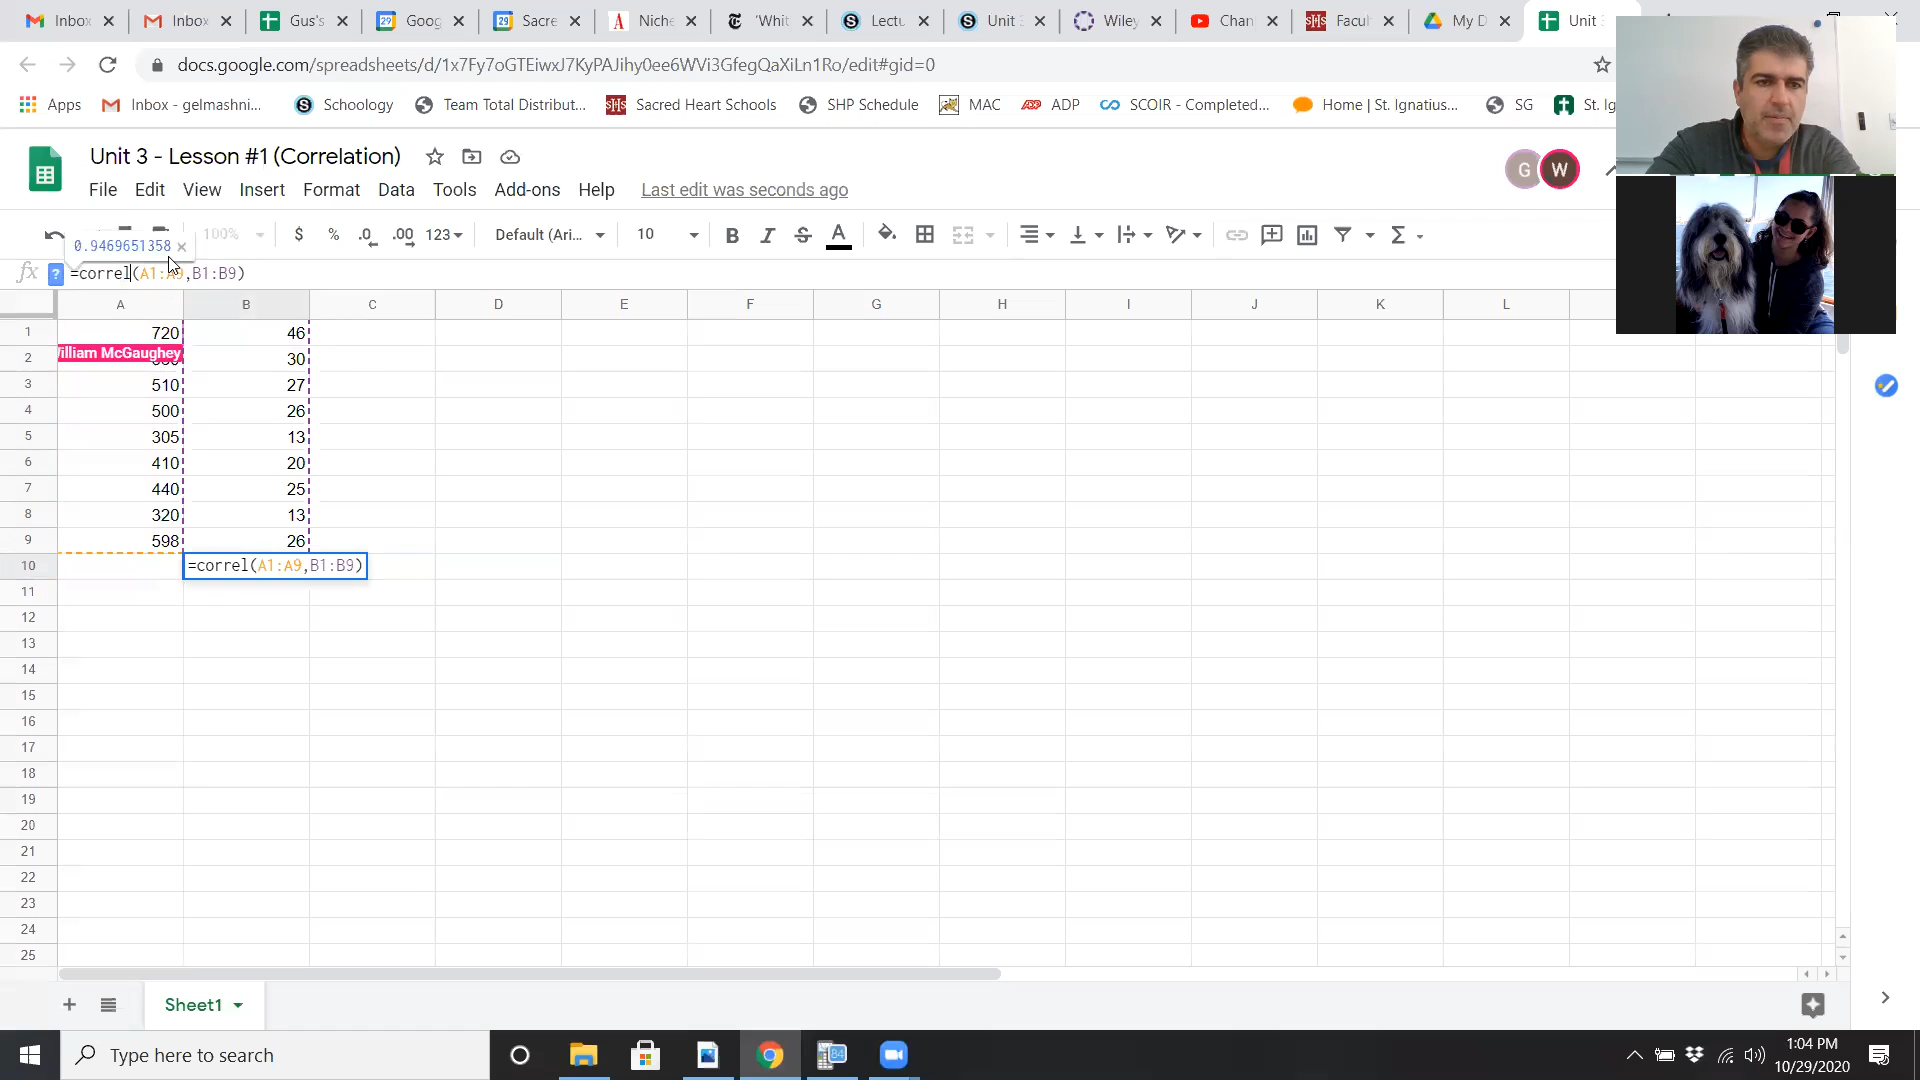 Inbox
Inbox
Gus's
Goog
Sacre
Niche
'Whit
Lectu
Unit
Wiley
Chan
Facul
My D
Unit
docs.google.com/spreadsheets/d/1x7Fy7oGTEiwxJ7KyPAJihy0ee6WVi3GfegQaXiLn1Ro/edit#gid=0
Apps
Inbox - gelmashni...
Schoology
Team Total Distribut...
Sacred Heart Schools
SHP Schedule
MAC
ADP
SCOIR - Completed...
Home | St. Ignatius...
SG
St. Ig
Unit 3 - Lesson #1 (Correlation)
G W
File Edit View Insert Format Data Tools Add-ons Help Last edit was seconds ago
0.9469651358 ×
100% $ % .0 .00 123 Default (Ari... 10 B I S A
fx ? =correl(A1:A9,B1:B9)
A B C D E F G H I J K L
1 720 46
2 30
illiam McGaughey
3 510 27
4 500 26
5 305 13
6 410 20
7 440 25
8 320 13
9 598 26
10 =correl(A1:A9,B1:B9)
11
12
13
14
15
16
17
18
19
20
21
22
23
24
25
Sheet1
Type here to search
1:04 PM
10/29/2020